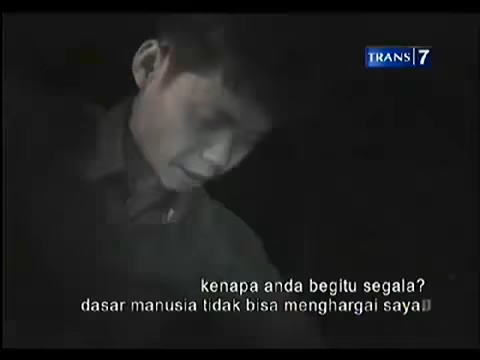 TRANS 7
kenapa anda begitu segala?
dasar manusia tidak bisa menghargai saya